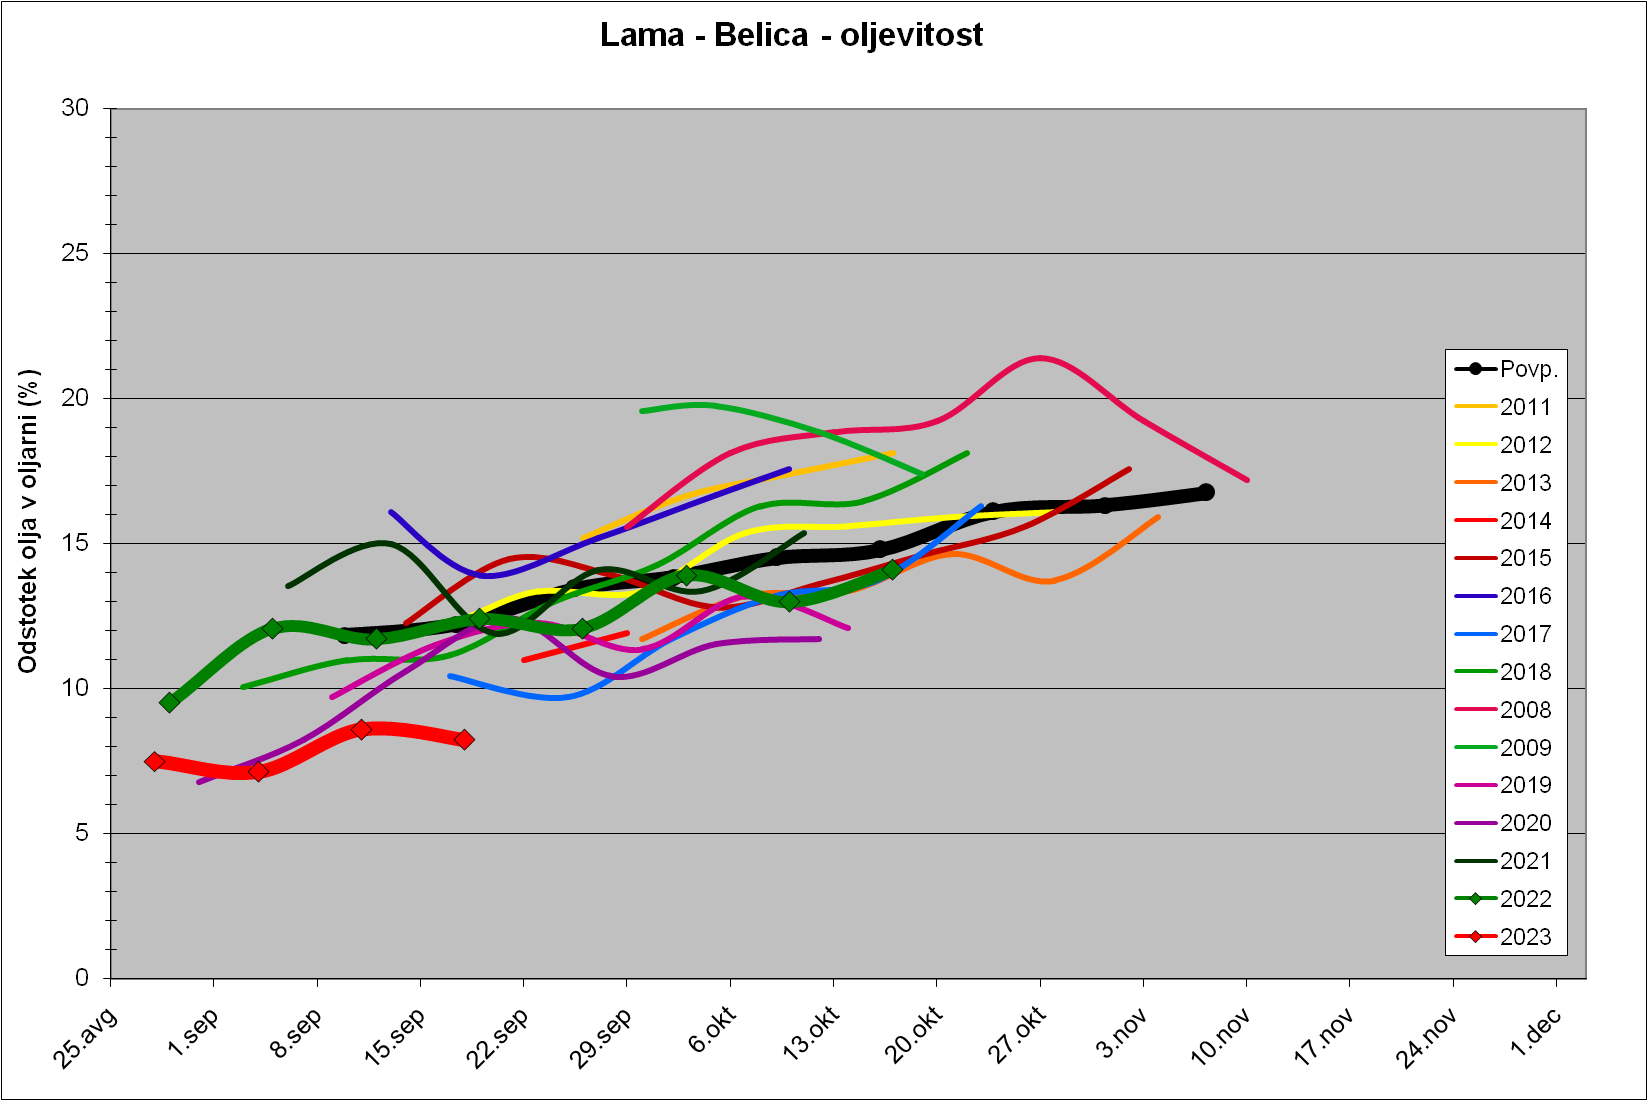 Lama - Belica - oljevitost
Odstotek olja v oljarni (%)
30
25
20
15
10
5
0
25.avg
1.sep
8.sep
15.sep
22.sep
29.sep
6.okt
13.okt
20.okt
27.okt
3.nov
10.nov
17.nov
24.nov
1.dec
Povp.
2011
2012
2013
2014
2015
2016
2017
2018
2008
2009
2019
2020
2021
2022
2023